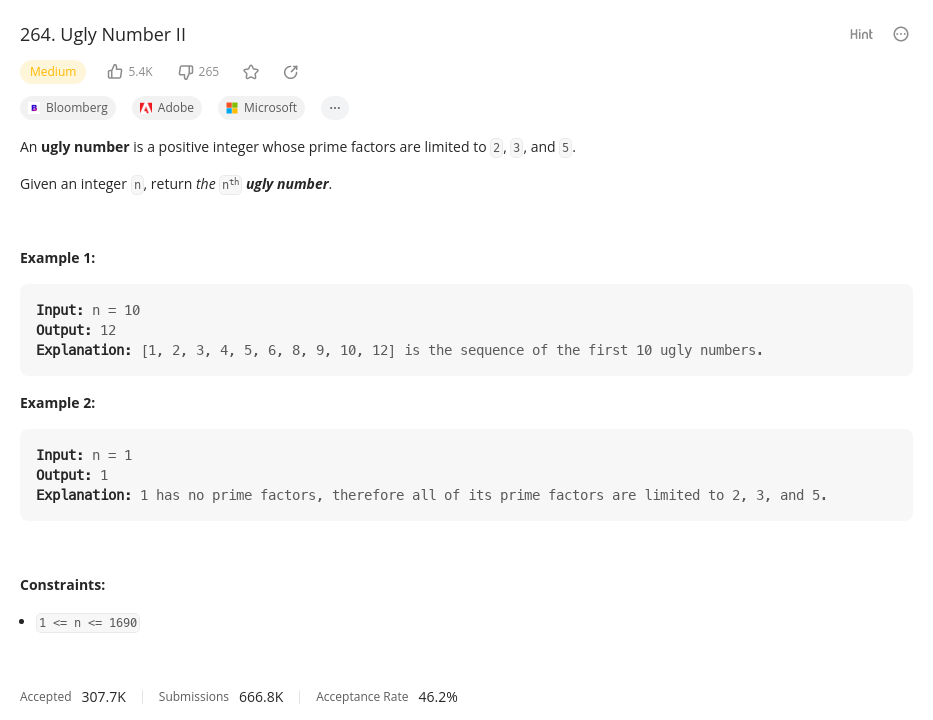 264. Ugly Number II
Hint
Medium 5.4K 265
Bloomberg Adobe Microsoft ...
An ugly number is a positive integer whose prime factors are limited to 2, 3, and 5.
Given an integer n, return the nth ugly number.
Example 1:
Input: n = 10
Output: 12
Explanation: [1, 2, 3, 4, 5, 6, 8, 9, 10, 12] is the sequence of the first 10 ugly numbers.
Example 2:
Input: n = 1
Output: 1
Explanation: 1 has no prime factors, therefore all of its prime factors are limited to 2, 3, and 5.
Constraints:
• 1 <= n <= 1690
Accepted 307.7K Submissions 666.8K Acceptance Rate 46.2%